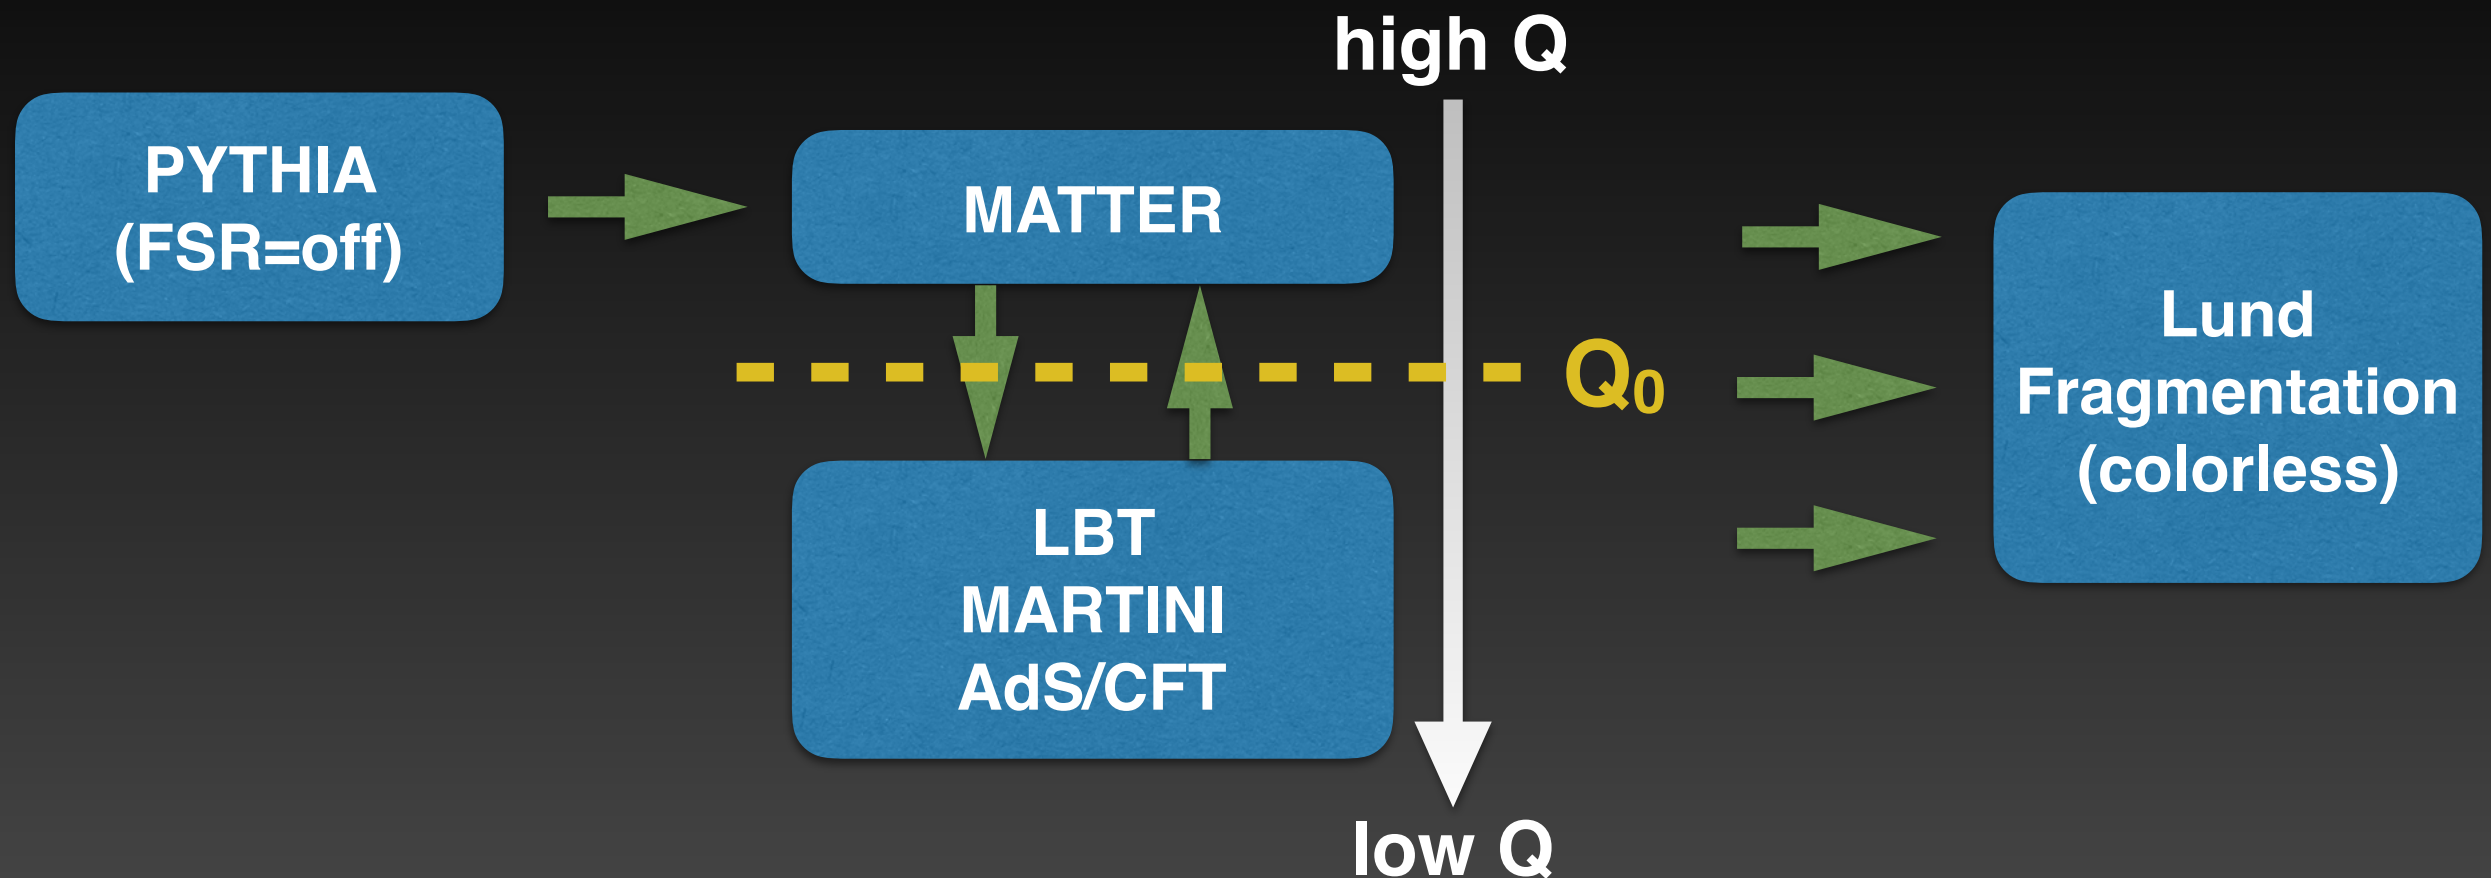 high Q
PYTHIA
(FSR=off)
MATTER
Q₀
LBT
MARTINI
AdS/CFT
low Q
Lund
Fragmentation
(colorless)